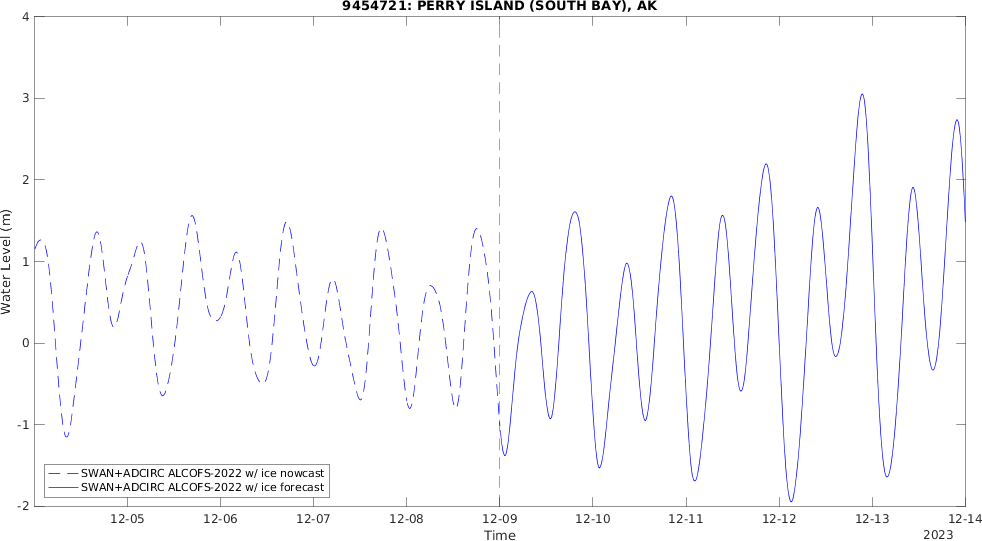 9454721: PERRY ISLAND (SOUTH BAY), AK
4
3
2
1
0
-1
-2
Water Level (m)
SWAN+ADCIRC ALCOFS-2022 w/ ice nowcast
SWAN+ADCIRC ALCOFS-2022 w/ ice forecast
12-05 12-06 12-07 12-08 12-09 12-10 12-11 12-12 12-13 12-14
Time
2023